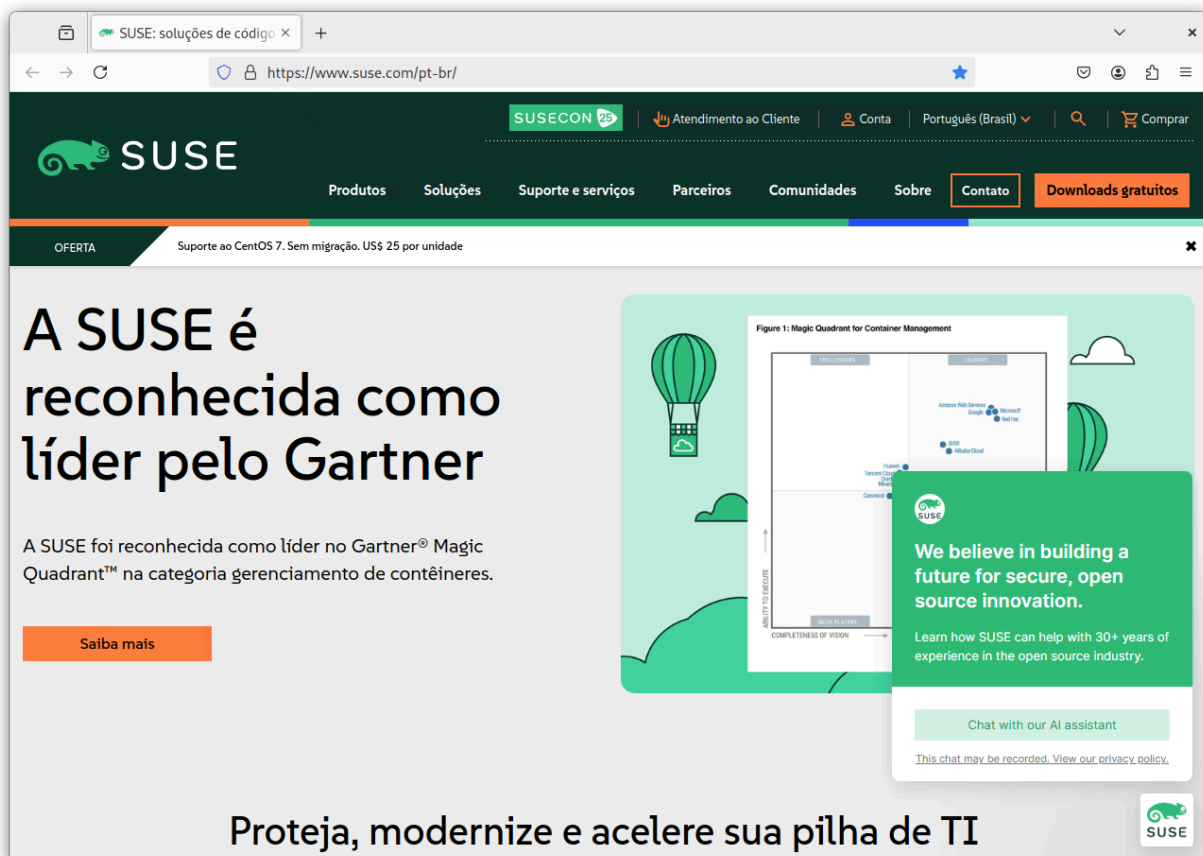 SUSE: soluções de código
https://www.suse.com/pt-br/
SUSECON 25
Atendimento ao Cliente
Conta
Português (Brasil)
Comprar
SUSE
Produtos
Soluções
Suporte e serviços
Parceiros
Comunidades
Sobre
Contato
Downloads gratuitos
OFERTA
Suporte ao CentOS 7. Sem migração. US$ 25 por unidade
A SUSE é
reconhecida como
líder pelo Gartner
A SUSE foi reconhecida como líder no Gartner® Magic
Quadrant™ na categoria gerenciamento de contêineres.
Saiba mais
Figure 1: Magic Quadrant for Container Management
CHALLENGERS
LEADERS
Amazon Web Services
Google
Microsoft
Red Hat
SUSE
Alibaba Cloud
Huawei
Tencent Cloud
Canonical
ABILITY TO EXECUTE
NICHE PLAYERS
COMPLETENESS OF VISION
SUSE
We believe in building a
future for secure, open
source innovation.
Learn how SUSE can help with 30+ years of
experience in the open source industry.
Chat with our AI assistant
This chat may be recorded. View our privacy policy.
Proteja, modernize e acelere sua pilha de TI
SUSE